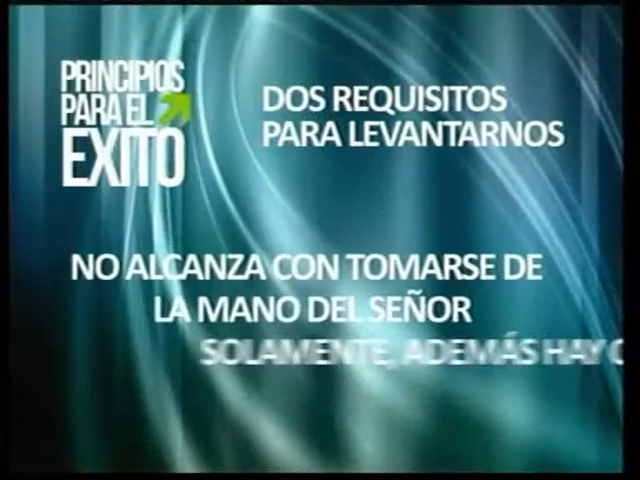 PRINCIPIOS
PARA EL
EXITO
DOS REQUISITOS
PARA LEVANTARNOS
NO ALCANZA CON TOMARSE DE
LA MANO DEL SEÑOR
SOLAMENTE, ADEMÁS HAY